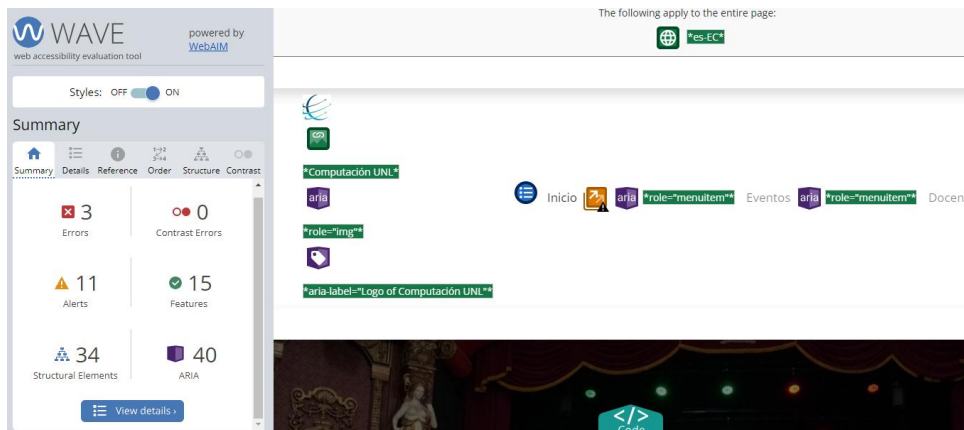 WAVE
web accessibility evaluation tool
powered by
WebAIM
Styles: OFF ON
Summary
Summary Details Reference Order Structure Contrast
3
Errors
0
Contrast Errors
11
Alerts
15
Features
34
Structural Elements
40
ARIA
View details ›
The following apply to the entire page:
*es-EC*
*Computación UNL*
aria
*role="img"*
*aria-label="Logo of Computación UNL"*
Inicio aria *role="menuitem"* Eventos aria *role="menuitem"* Docen
</>
Code